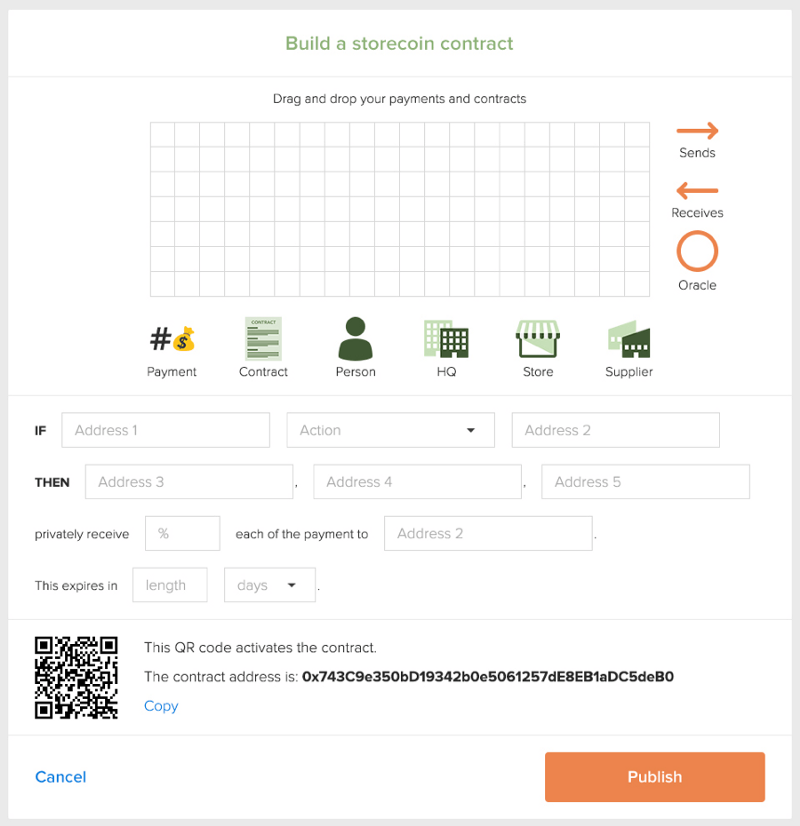 Build a storecoin contract
Drag and drop your payments and contracts
Sends
Receives
Oracle
#
$
CONTRACT
Payment Contract Person HQ Store Supplier
IF Address 1 Action Address 2
THEN Address 3 , Address 4 , Address 5
privately receive % each of the payment to Address 2 .
This expires in length days .
This QR code activates the contract.
The contract address is: 0x743C9e350bD19342b0e5061257dE8EB1aDC5deB0
Copy
Cancel Publish